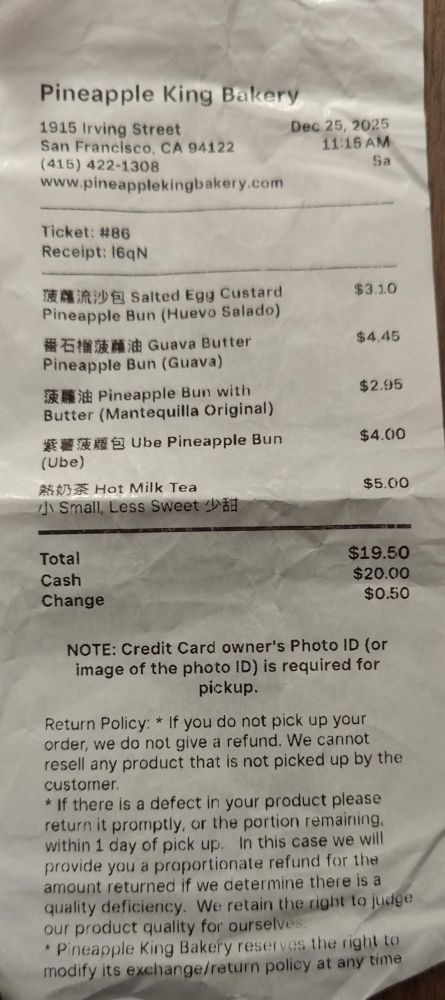 Pineapple King Bakery
1915 Irving Street Dec 25, 2025
San Francisco, CA 94122 11:15 AM
(415) 422-1308 Sa
www.pineapplekingbakery.com
Ticket: #86
Receipt: I6qN
菠蘿流沙包 Salted Egg Custard $3.10
Pineapple Bun (Huevo Salado)
番石榴菠蘿油 Guava Butter $4.45
Pineapple Bun (Guava)
菠蘿油 Pineapple Bun with $2.95
Butter (Mantequilla Original)
紫薯菠蘿包 Ube Pineapple Bun $4.00
(Ube)
熱奶茶 Hot Milk Tea $5.00
小 Small, Less Sweet 少甜
Total $19.50
Cash $20.00
Change $0.50
NOTE: Credit Card owner's Photo ID (or
image of the photo ID) is required for
pickup.
Return Policy: * If you do not pick up your
order, we do not give a refund. We cannot
resell any product that is not picked up by the
customer.
* If there is a defect in your product please
return it promptly, or the portion remaining,
within 1 day of pick up. In this case we will
provide you a proportionate refund for the
amount returned if we determine there is a
quality deficiency. We retain the right to judge
our product quality for ourselves.
* Pineapple King Bakery reserves the right to
modify its exchange/return policy at any time